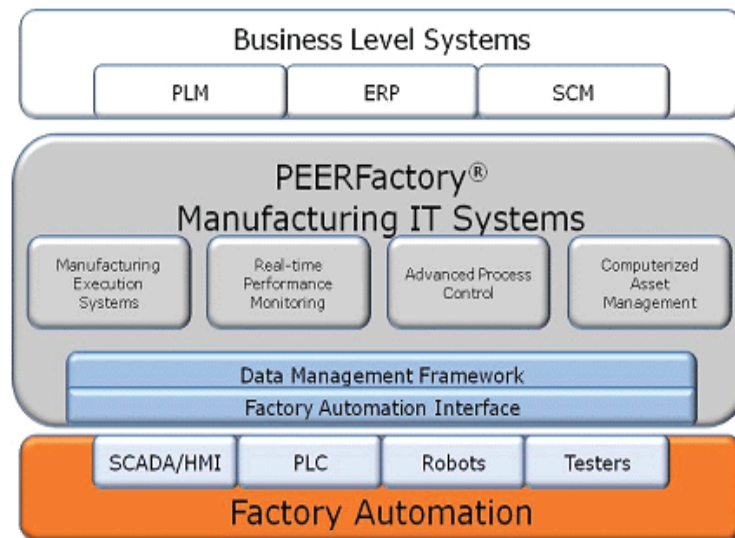 Business Level Systems
PLM
ERP
SCM
PEERFactory®
Manufacturing IT Systems
Manufacturing
Execution
Systems
Real-time
Performance
Monitoring
Advanced Process
Control
Computerized
Asset
Management
Data Management Framework
Factory Automation Interface
SCADA/HMI
PLC
Robots
Testers
Factory Automation